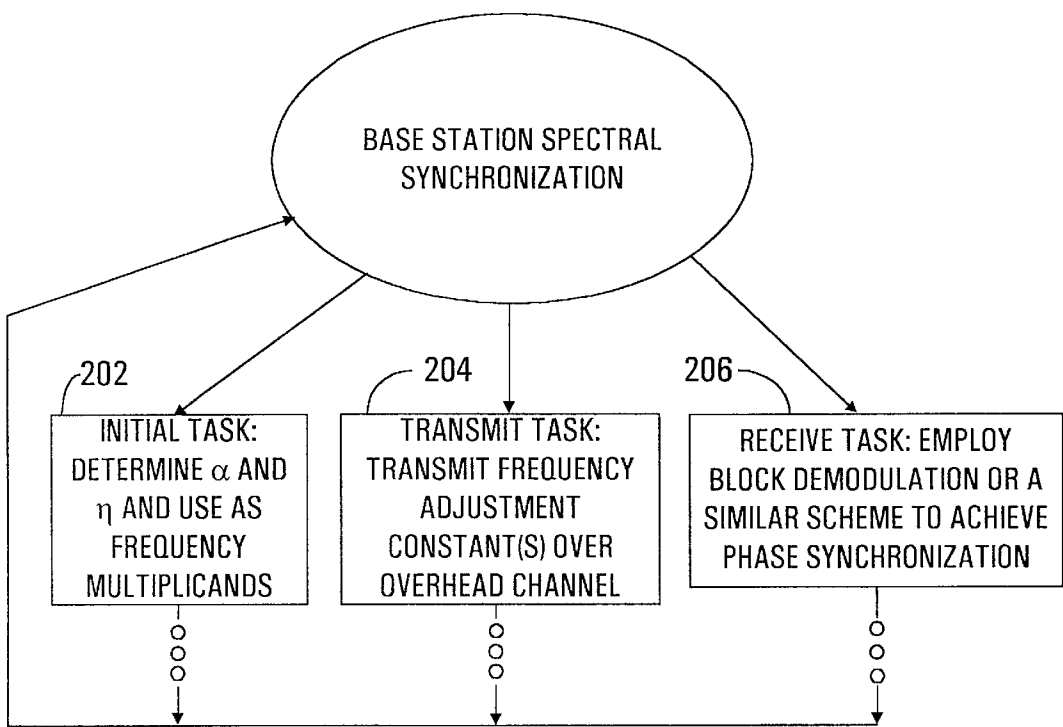 BASE STATION SPECTRAL
SYNCHRONIZATION
202
INITIAL TASK:
DETERMINE α AND
η AND USE AS
FREQUENCY
MULTIPLICANDS
204
TRANSMIT TASK:
TRANSMIT FREQUENCY
ADJUSTMENT
CONSTANT(S) OVER
OVERHEAD CHANNEL
206
RECEIVE TASK: EMPLOY
BLOCK DEMODULATION OR A
SIMILAR SCHEME TO ACHIEVE
PHASE SYNCHRONIZATION